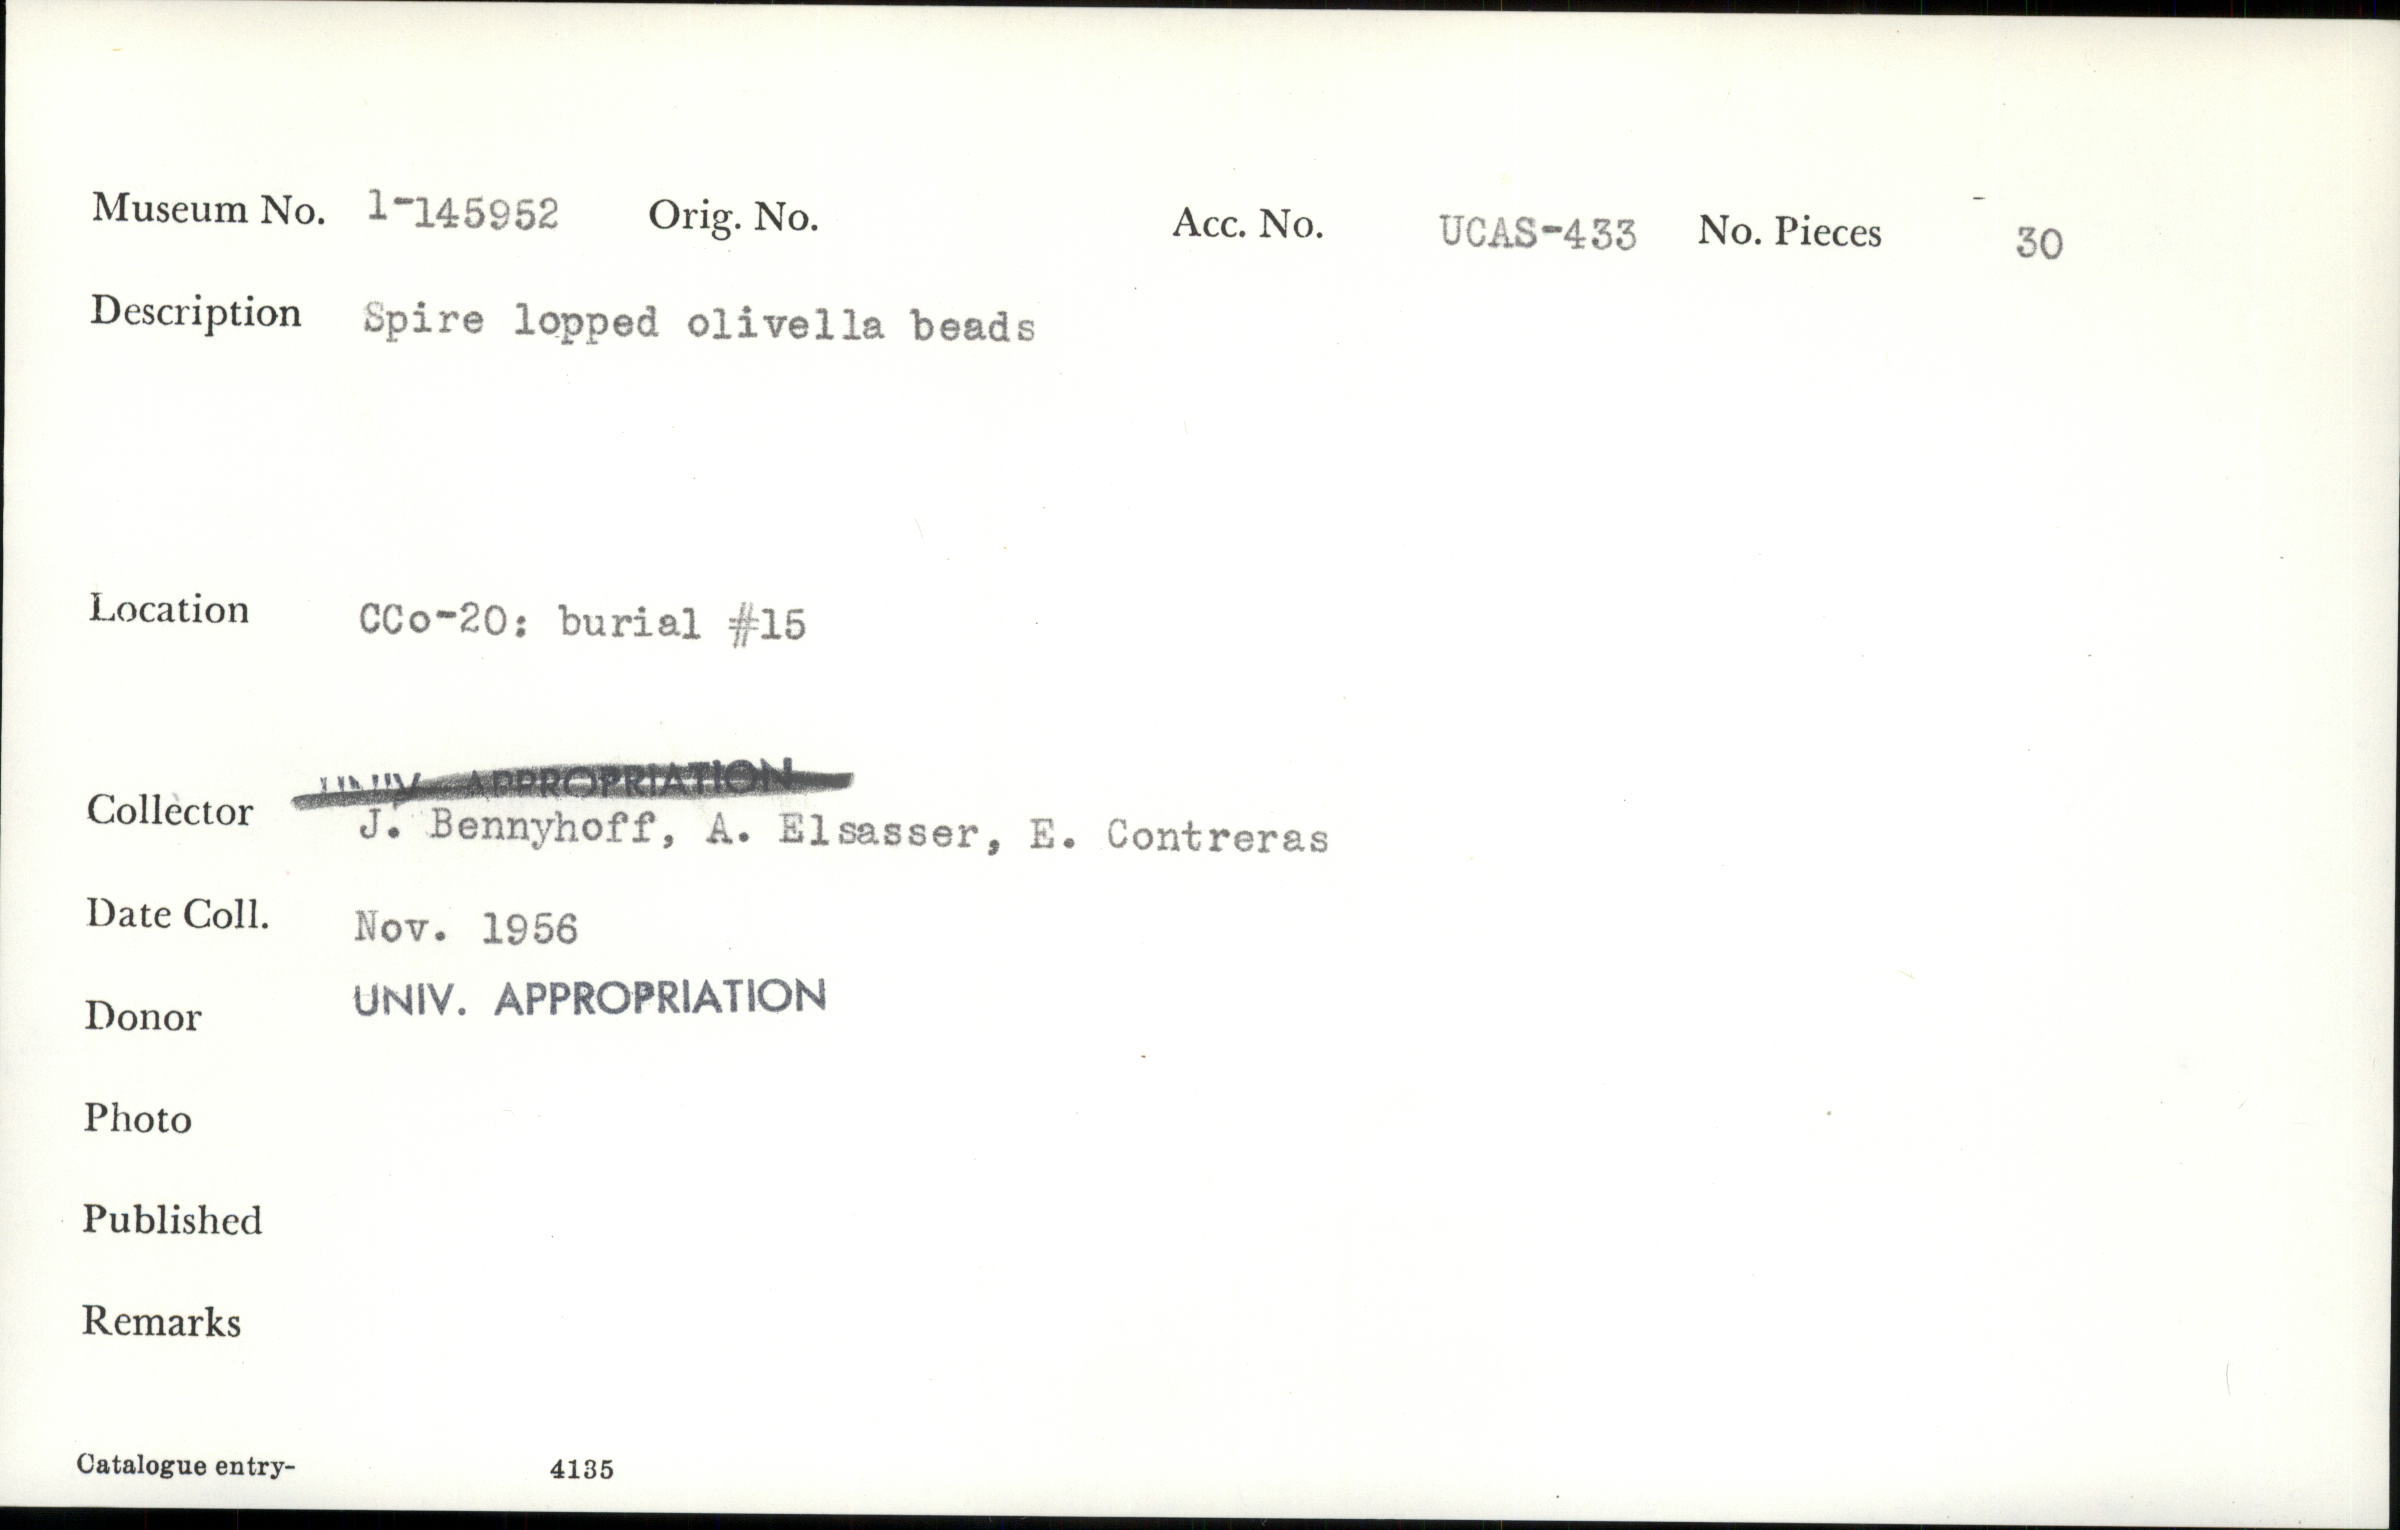 Museum No. 1-145952 Orig. No. Acc. No. UCAS-433 No. Pieces 30
Description Spire lopped olivella beads
Location CCo-20: burial #15
UNIV. APPROPRIATION
Collector J. Bennyhoff, A. Elsasser, E. Contreras
Date Coll. Nov. 1956
Donor UNIV. APPROPRIATION
Photo
Published
Remarks
Catalogue entry- 4135